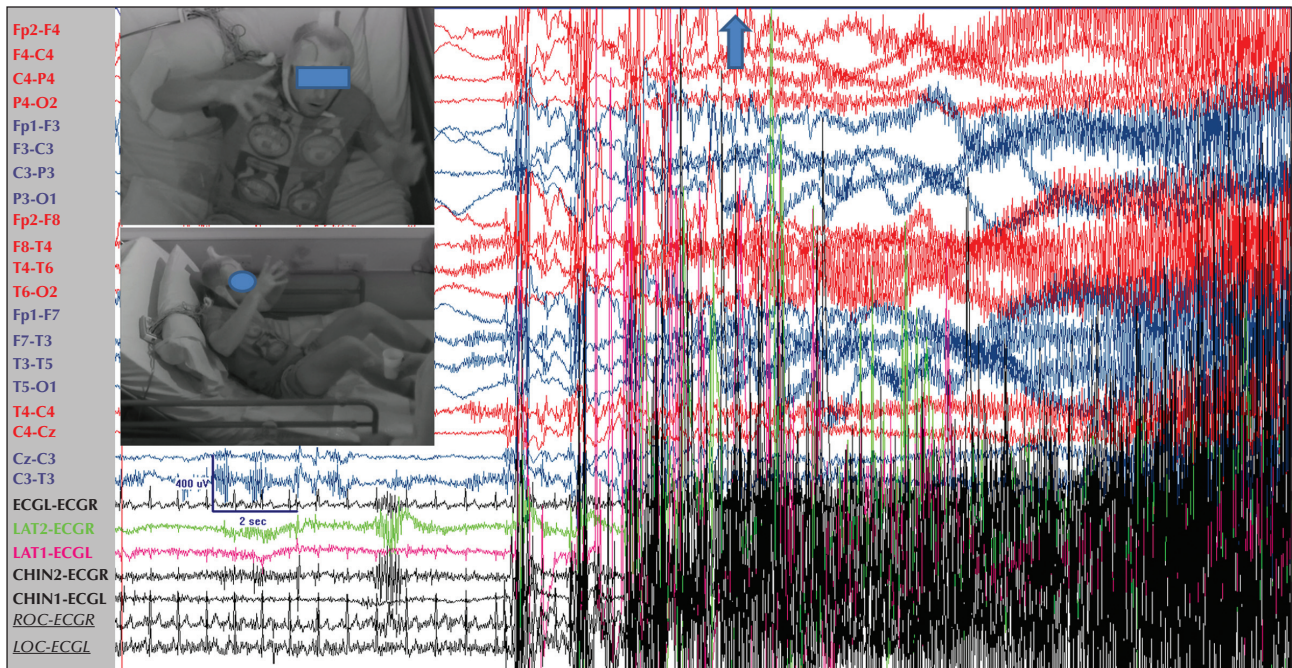 Fp2-F4
F4-C4
C4-P4
P4-O2
Fp1-F3
F3-C3
C3-P3
P3-O1
Fp2-F8
F8-T4
T4-T6
T6-O2
Fp1-F7
F7-T3
T3-T5
T5-O1
T4-C4
C4-Cz
Cz-C3
C3-T3
400 uV
ECGL-ECGR
2 sec
LAT2-ECGR
LAT1-ECGL
CHIN2-ECGR
CHIN1-ECGL
ROC-ECGR
LOC-ECGL